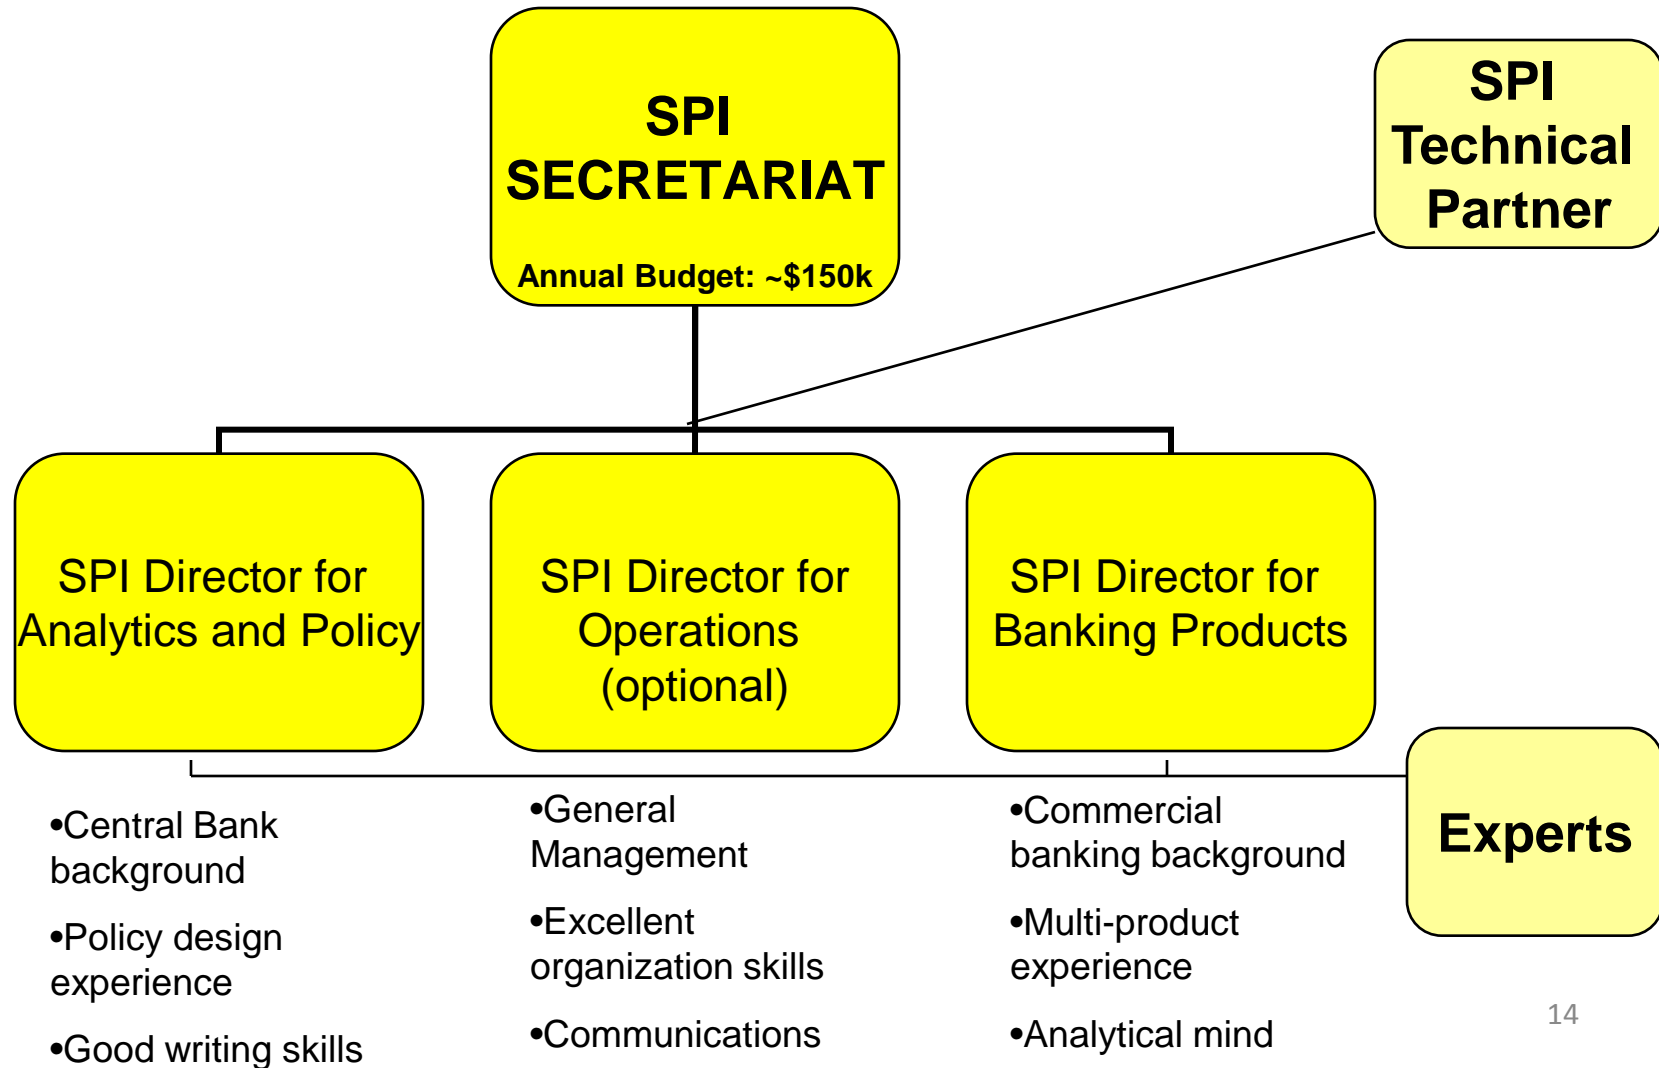 SPI
SECRETARIAT
Annual Budget: ~$150k
SPI
Technical
Partner
SPI Director for
Analytics and Policy
SPI Director for
Operations
(optional)
SPI Director for
Banking Products
•Central Bank
background
•Policy design
experience
•Good writing skills
•General
Management
•Excellent
organization skills
•Communications
•Commercial
banking background
•Multi-product
experience
•Analytical mind
Experts
14